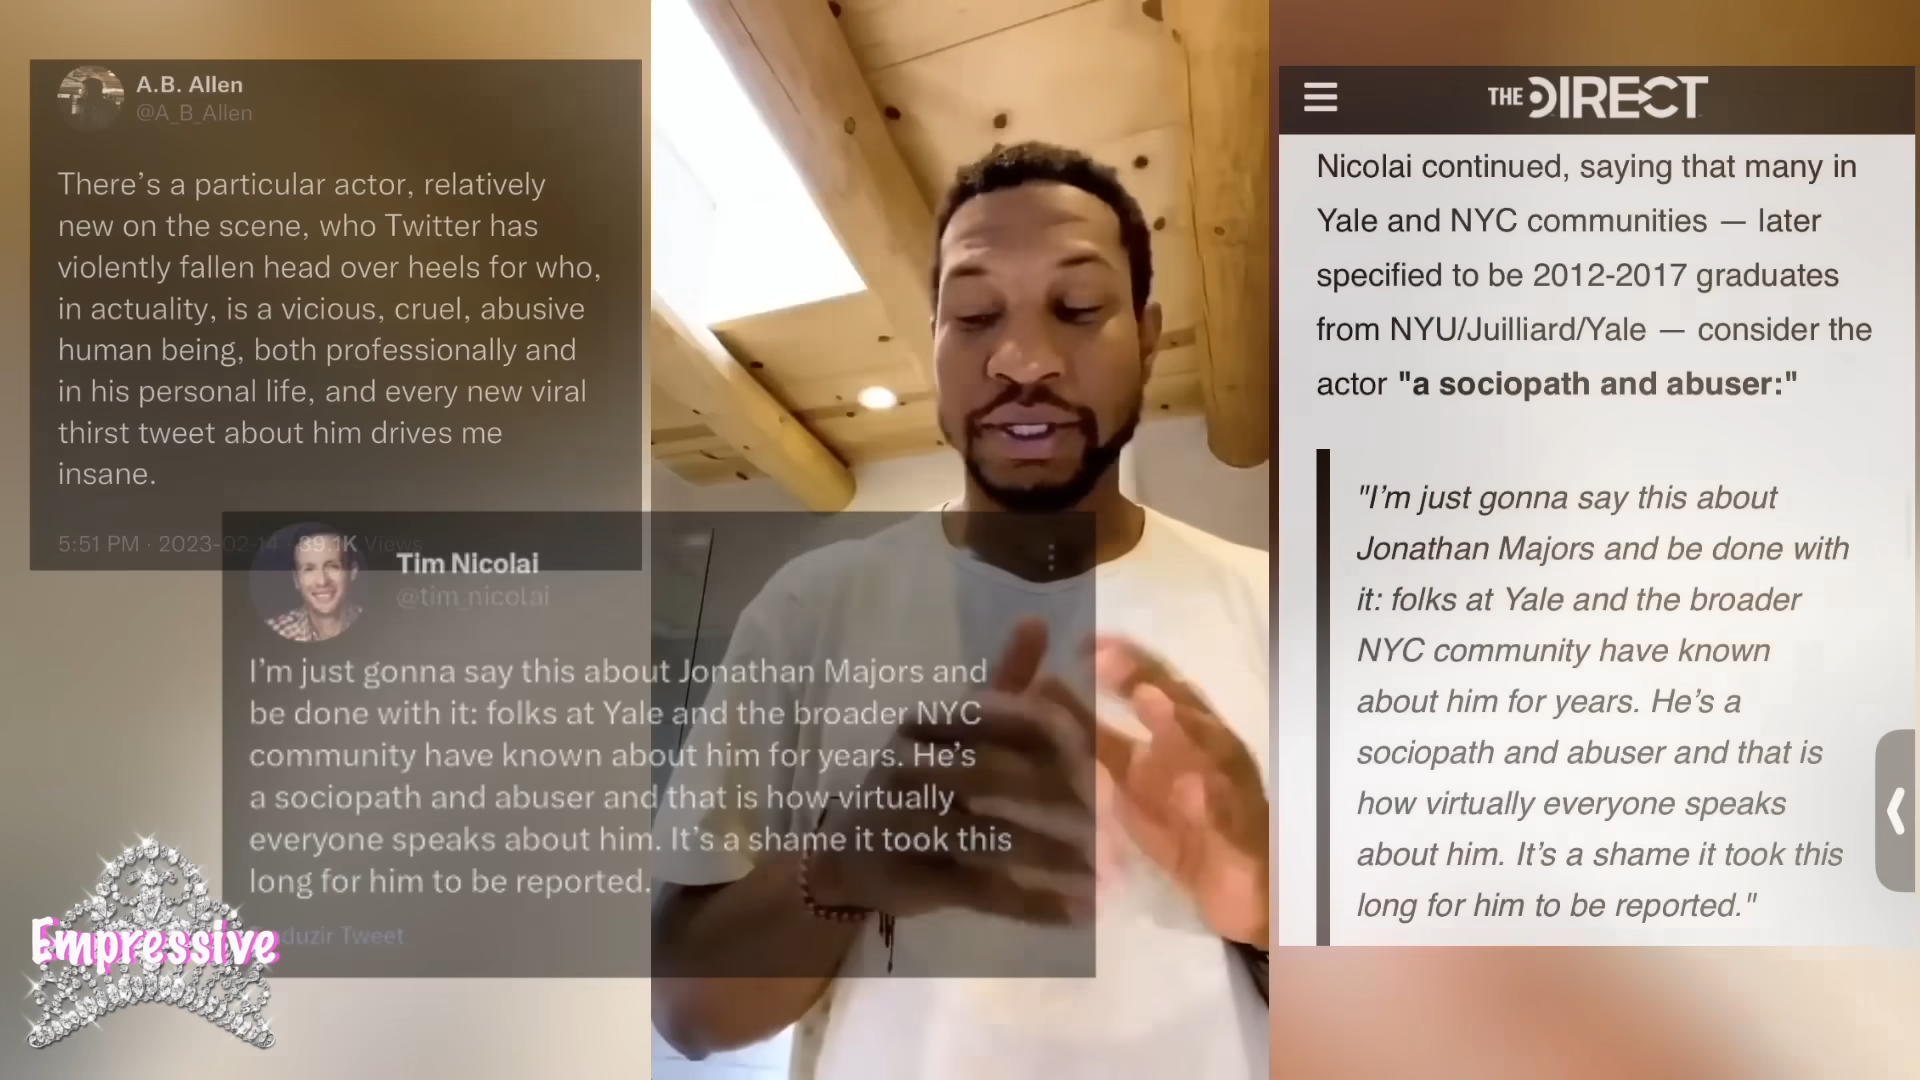 A.B. Allen
@A_B_Allen
There's a particular actor, relatively
new on the scene, who Twitter has
violently fallen head over heels for who,
in actuality, is a vicious, cruel, abusive
human being, both professionally and
in his personal life, and every new viral
thirst tweet about him drives me
insane.
5:51 PM · 2023-02-14 · 89.1K Views
Tim Nicolai
@tim_nicolai
I'm just gonna say this about Jonathan Majors and
be done with it: folks at Yale and the broader NYC
community have known about him for years. He's
a sociopath and abuser and that is how virtually
everyone speaks about him. It's a shame it took this
long for him to be reported.
Tweet
Empressive
THE DIRECT
Nicolai continued, saying that many in
Yale and NYC communities — later
specified to be 2012-2017 graduates
from NYU/Juilliard/Yale — consider the
actor "a sociopath and abuser:"
"I'm just gonna say this about
Jonathan Majors and be done with
it: folks at Yale and the broader
NYC community have known
about him for years. He's a
sociopath and abuser and that is
how virtually everyone speaks
about him. It's a shame it took this
long for him to be reported."